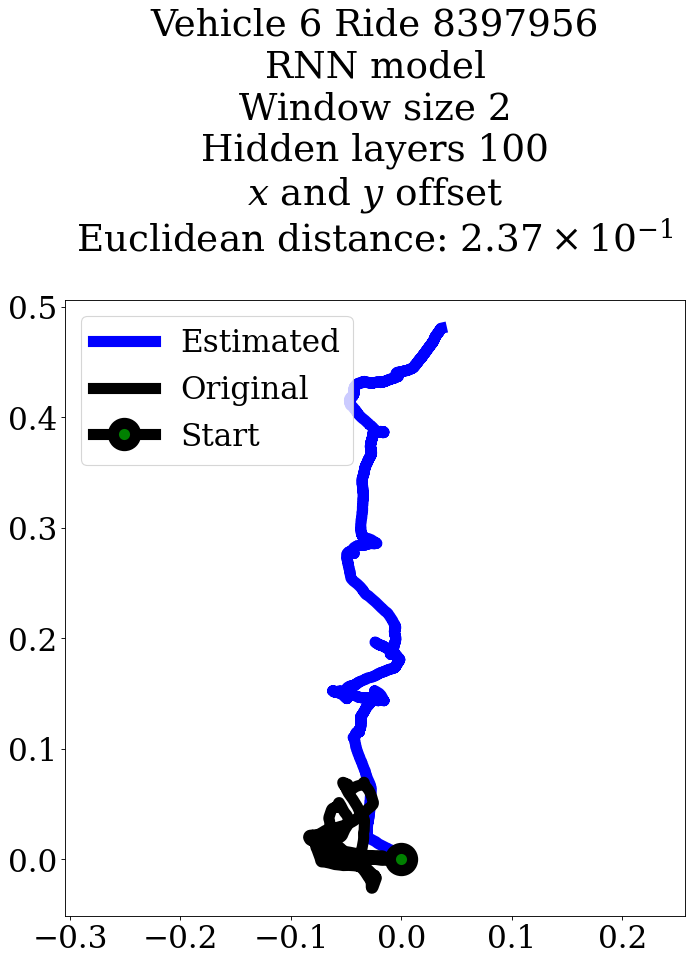 Vehicle 6 Ride 8397956
RNN model
Window size 2
Hidden layers 100
x and y offset
Euclidean distance: 2.37 × 10⁻¹
0.5
Estimated
Original
0.4
Start
0.3
0.2
0.1
0.0
−0.3 −0.2 −0.1 0.0 0.1 0.2